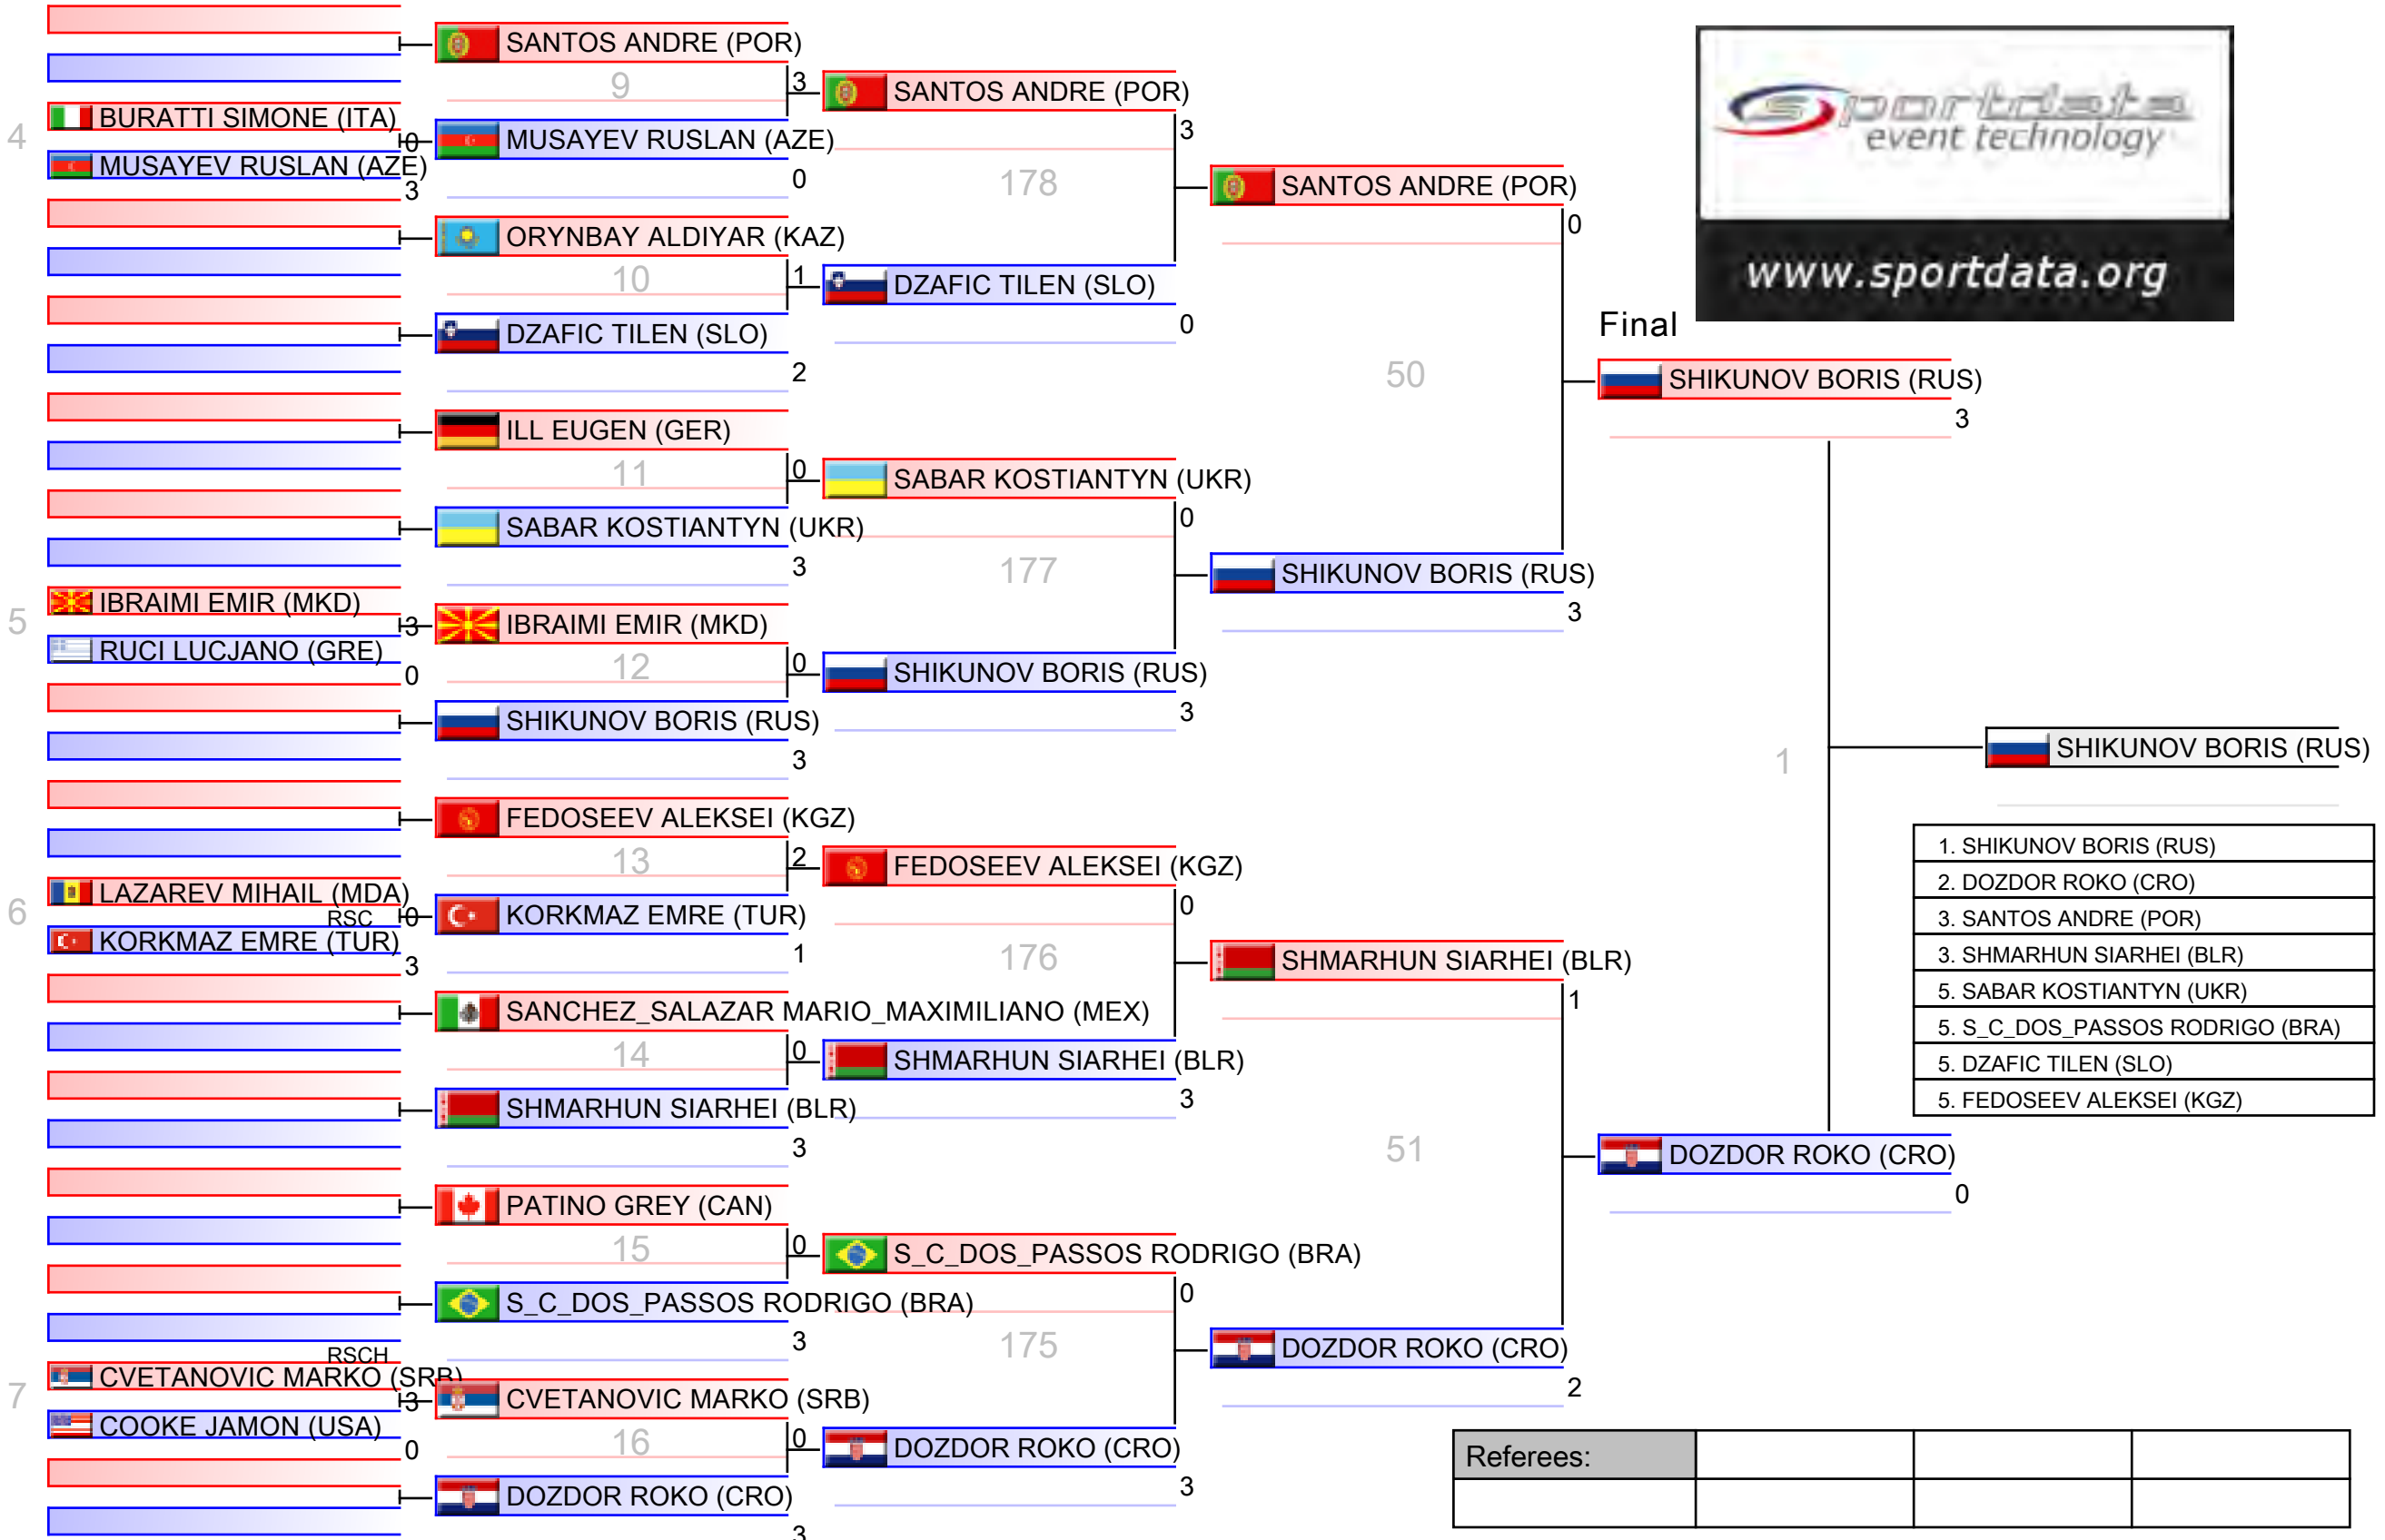 4
BURATTI SIMONE (ITA)
0
MUSAYEV RUSLAN (AZE)
3
5
IBRAIMI EMIR (MKD)
3
RUCI LUCJANO (GRE)
0
6
LAZAREV MIHAIL (MDA)
RSC
0
KORKMAZ EMRE (TUR)
3
7
RSCH
CVETANOVIC MARKO (SRB)
3
COOKE JAMON (USA)
0
SANTOS ANDRE (POR)
9
3
MUSAYEV RUSLAN (AZE)
0
ORYNBAY ALDIYAR (KAZ)
10
1
DZAFIC TILEN (SLO)
2
ILL EUGEN (GER)
11
0
SABAR KOSTIANTYN (UKR)
3
IBRAIMI EMIR (MKD)
12
0
SHIKUNOV BORIS (RUS)
3
FEDOSEEV ALEKSEI (KGZ)
13
2
KORKMAZ EMRE (TUR)
1
SANCHEZ_SALAZAR MARIO_MAXIMILIANO (MEX)
14
0
SHMARHUN SIARHEI (BLR)
3
PATINO GREY (CAN)
15
0
S_C_DOS_PASSOS RODRIGO (BRA)
3
CVETANOVIC MARKO (SRB)
16
0
DOZDOR ROKO (CRO)
3
SANTOS ANDRE (POR)
3
178
DZAFIC TILEN (SLO)
0
SABAR KOSTIANTYN (UKR)
0
177
SHIKUNOV BORIS (RUS)
3
FEDOSEEV ALEKSEI (KGZ)
0
176
SHMARHUN SIARHEI (BLR)
3
S_C_DOS_PASSOS RODRIGO (BRA)
0
175
DOZDOR ROKO (CRO)
3
SANTOS ANDRE (POR)
0
50
SHIKUNOV BORIS (RUS)
3
SHMARHUN SIARHEI (BLR)
1
51
DOZDOR ROKO (CRO)
2
sportdata
event technology
www.sportdata.org
Final
SHIKUNOV BORIS (RUS)
3
1
DOZDOR ROKO (CRO)
0
SHIKUNOV BORIS (RUS)
1. SHIKUNOV BORIS (RUS)
2. DOZDOR ROKO (CRO)
3. SANTOS ANDRE (POR)
3. SHMARHUN SIARHEI (BLR)
5. SABAR KOSTIANTYN (UKR)
5. S_C_DOS_PASSOS RODRIGO (BRA)
5. DZAFIC TILEN (SLO)
5. FEDOSEEV ALEKSEI (KGZ)
Referees: